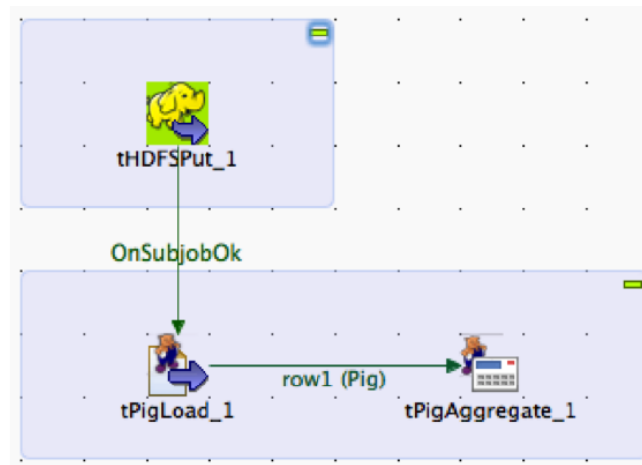 tHDFSPut_1
OnSubjobOk
row1 (Pig)
tPigLoad_1
tPigAggregate_1